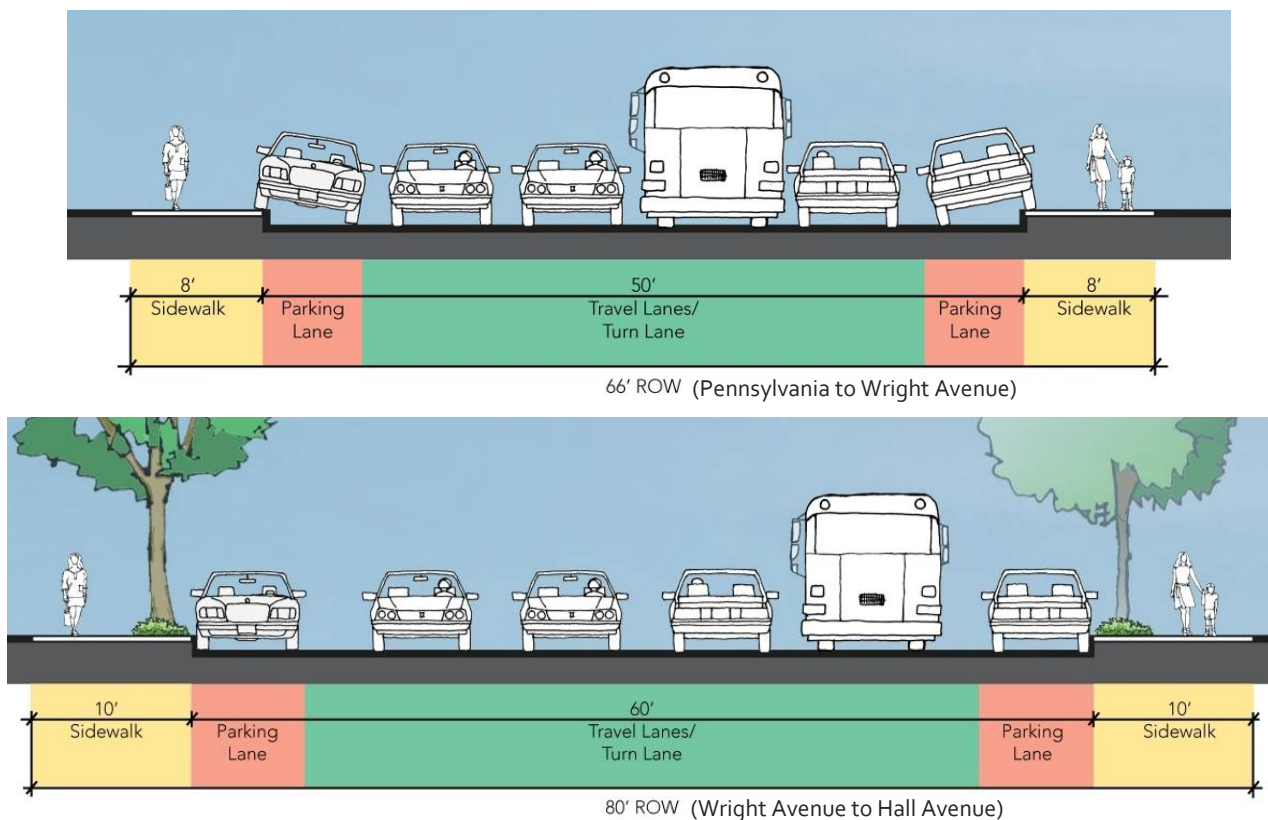 8' 50' 8'
Sidewalk Parking Lane Travel Lanes/ Turn Lane Parking Lane Sidewalk
66' ROW (Pennsylvania to Wright Avenue)
10' 60' 10'
Sidewalk Parking Lane Travel Lanes/ Turn Lane Parking Lane Sidewalk
80' ROW (Wright Avenue to Hall Avenue)